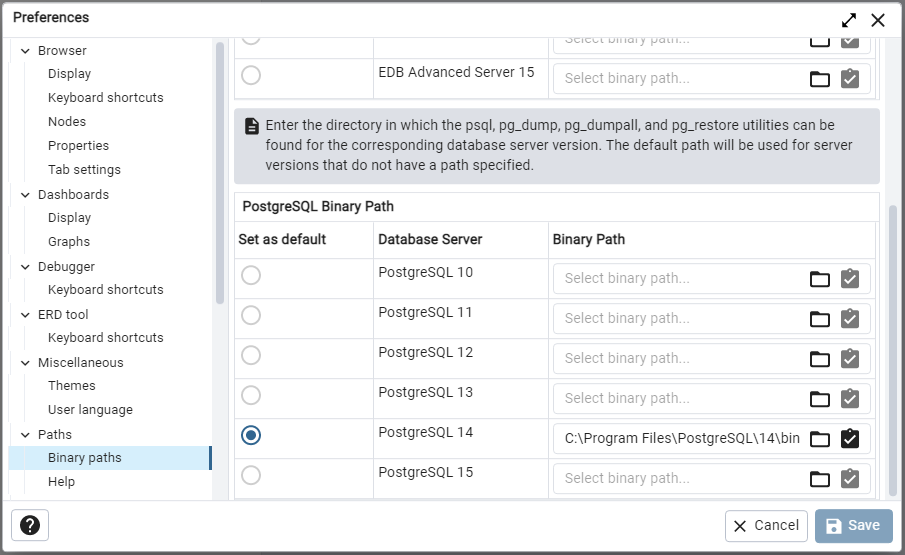 Preferences
Browser
Display
Keyboard shortcuts
Nodes
Properties
Tab settings
Dashboards
Display
Graphs
Debugger
Keyboard shortcuts
ERD tool
Keyboard shortcuts
Miscellaneous
Themes
User language
Paths
Binary paths
Help
Select binary path...
EDB Advanced Server 15 Select binary path...
Enter the directory in which the psql, pg_dump, pg_dumpall, and pg_restore utilities can be
found for the corresponding database server version. The default path will be used for server
versions that do not have a path specified.
PostgreSQL Binary Path
Set as default Database Server Binary Path
PostgreSQL 10 Select binary path...
PostgreSQL 11 Select binary path...
PostgreSQL 12 Select binary path...
PostgreSQL 13 Select binary path...
PostgreSQL 14 C:\Program Files\PostgreSQL\14\bin
PostgreSQL 15 Select binary path...
? Cancel Save